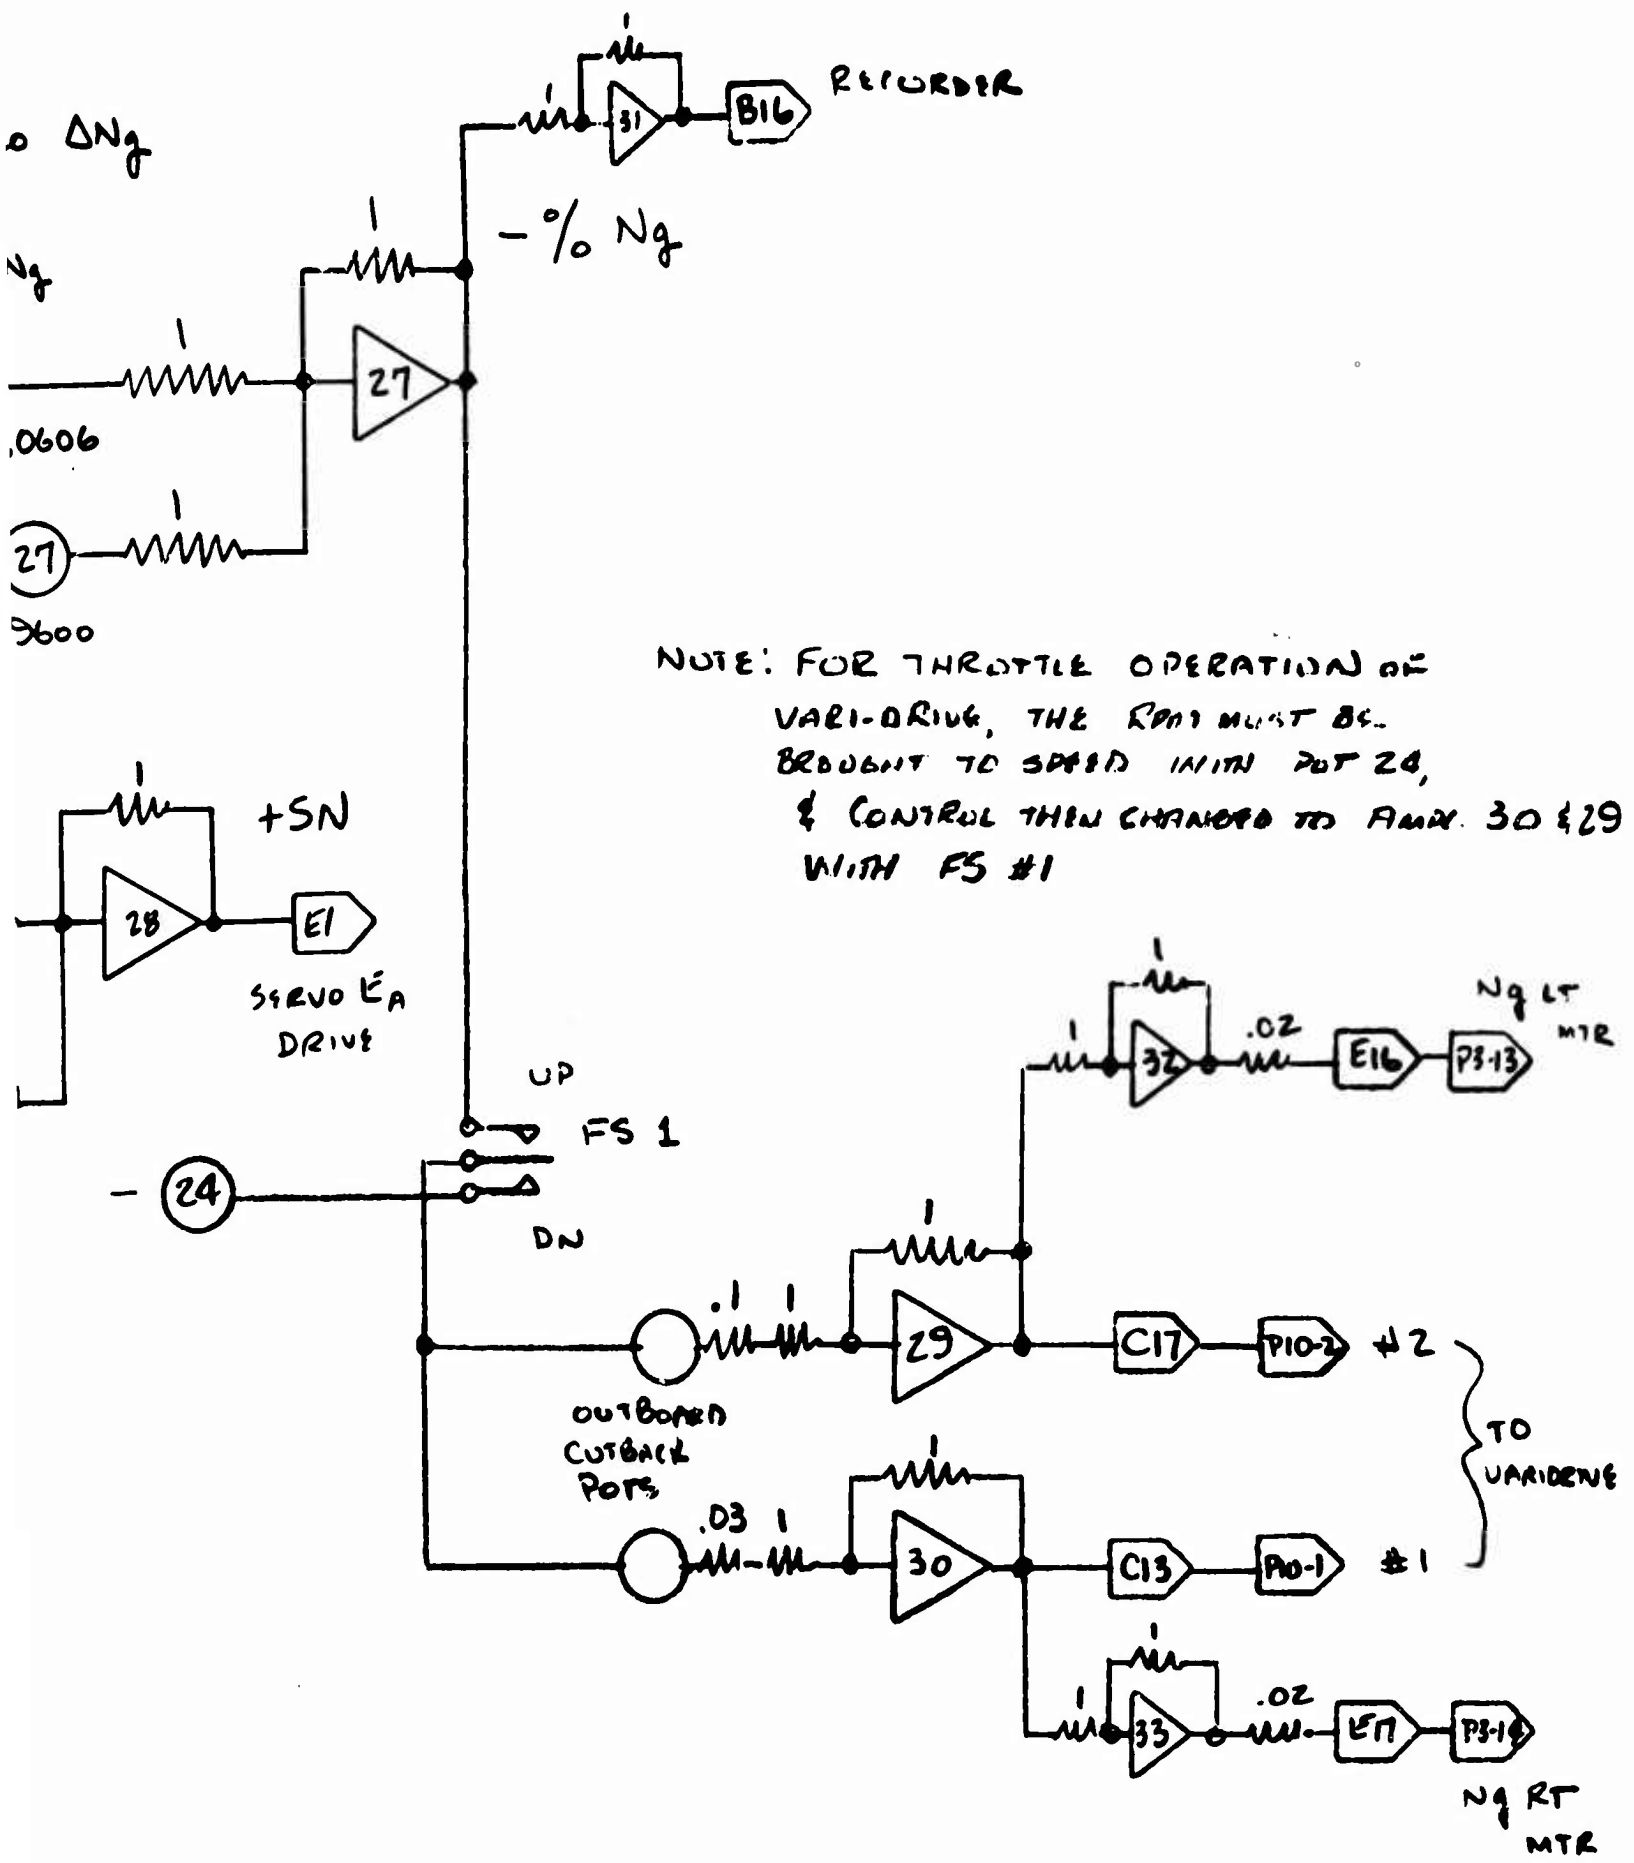 1
1
31
B16
RECORDER
ΔNg
1
-% Ng
Ng
1
27
.0606
1
27
9600
NOTE: FOR THROTTLE OPERATION OF
VARI-DRIVE, THE MUST BE
BROUGHT TO SPEED WITH POT 24,
& CONTROL THEN CHANGED TO AMPS. 30 & 29
WITH FS #1
1
+SN
28
E1
SERVO EA
DRIVE
1
1
32
.02
E16
P3-13
Ng LT
MTR
UP
FS 1
- 24
DN
1
.1 1
29
C17
P10-2
#2
OUTBOARD
CUTBACK
POTS
TO
VARIDRIVE
1
.03 1
30
C13
P10-1
#1
1
1
33
.02
E17
Ng RT
MTR